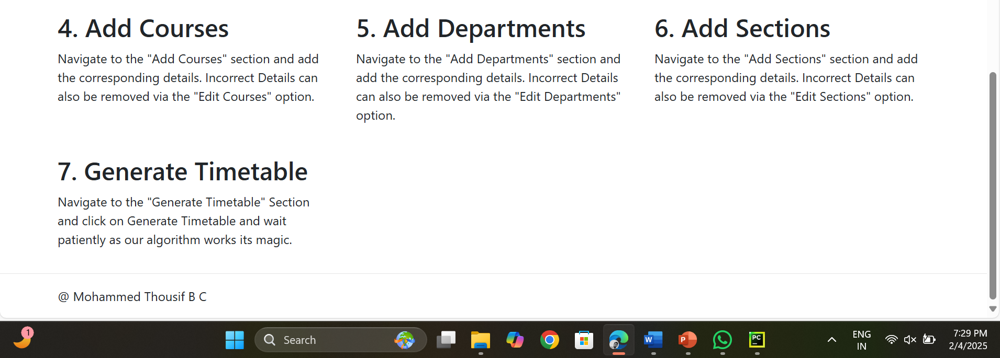 4. Add Courses
Navigate to the "Add Courses" section and add
the corresponding details. Incorrect Details can
also be removed via the "Edit Courses" option.
5. Add Departments
Navigate to the "Add Departments" section and
add the corresponding details. Incorrect Details
can also be removed via the "Edit Departments"
option.
6. Add Sections
Navigate to the "Add Sections" section and add
the corresponding details. Incorrect Details can
also be removed via the "Edit Sections" option.
7. Generate Timetable
Navigate to the "Generate Timetable" Section
and click on Generate Timetable and wait
patiently as our algorithm works its magic.
@ Mohammed Thousif B C
1
Search
W
P
PC
ENG
IN
7:29 PM
2/4/2025